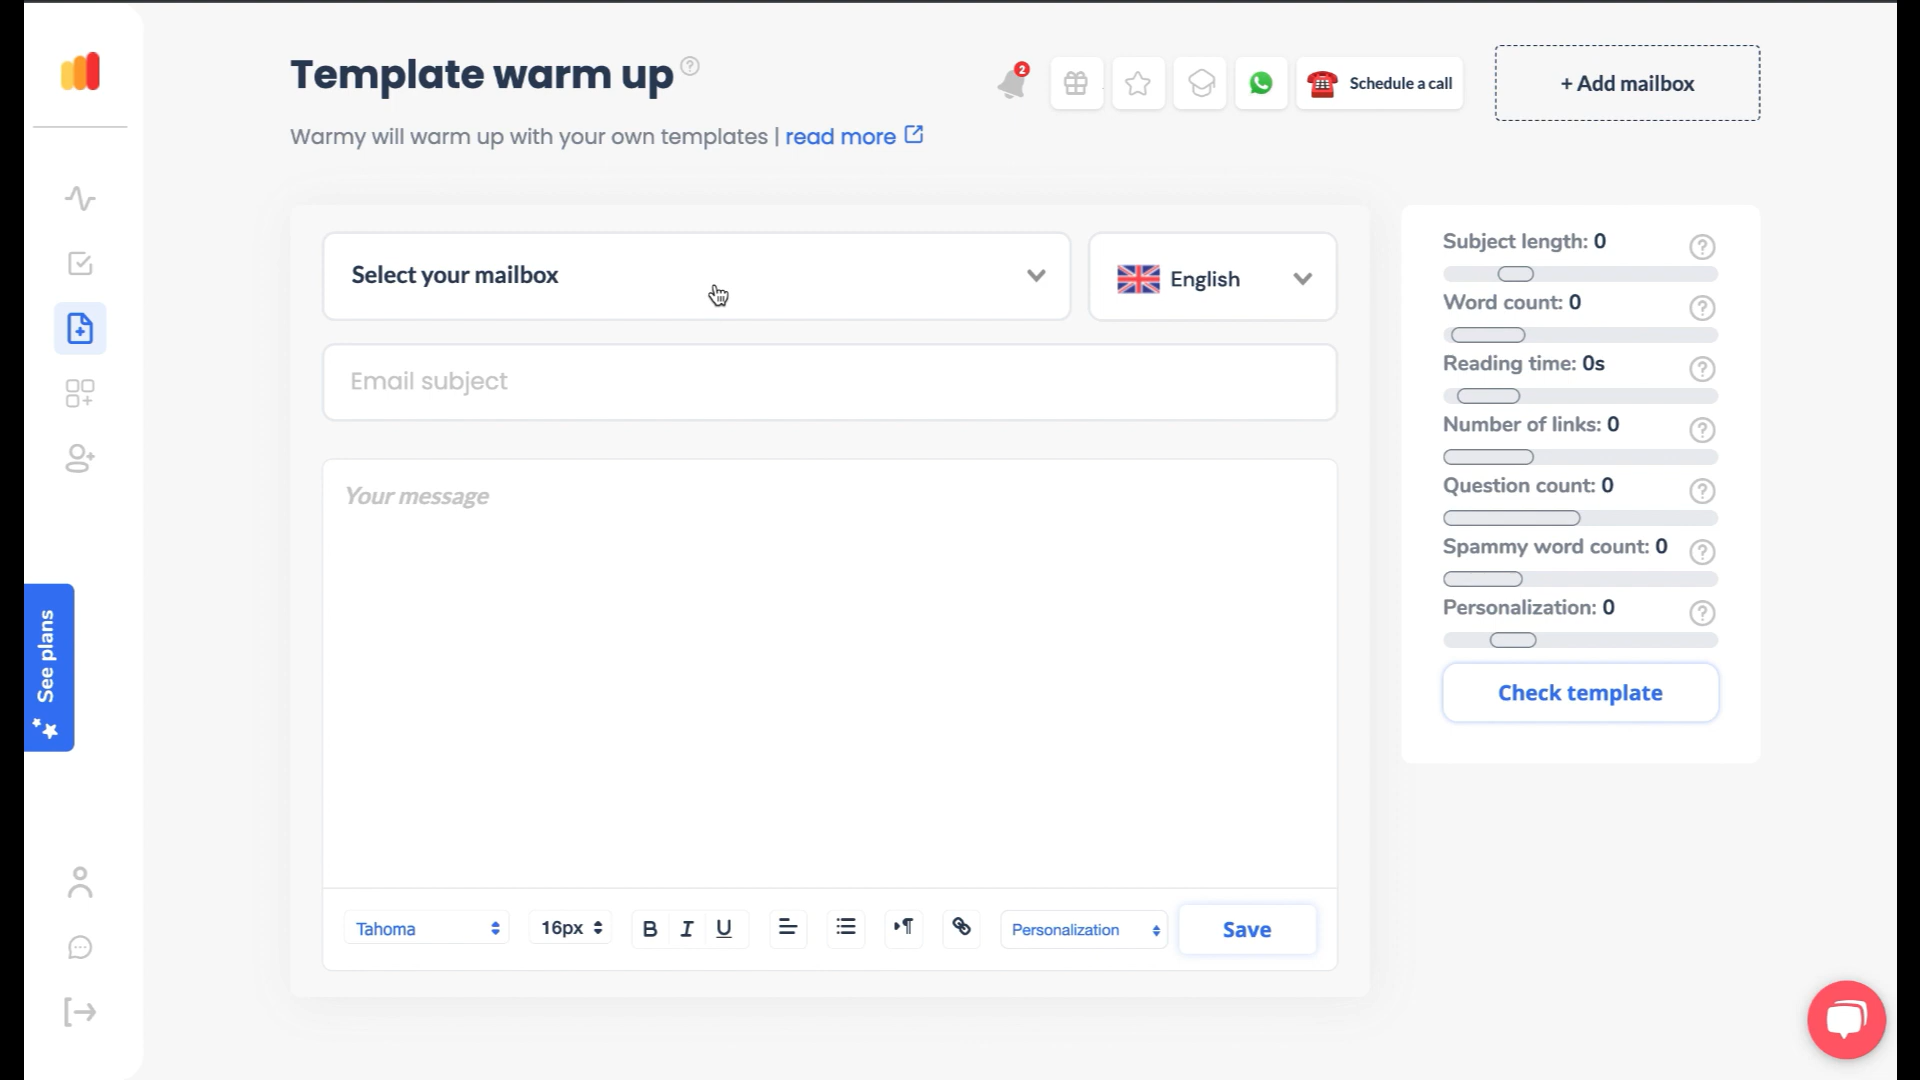 Template warm up
Warmy will warm up with your own templates | read more
2
Schedule a call
+ Add mailbox
Select your mailbox
English
Email subject
Your message
Tahoma
16px
B I U
Personalization
Save
Subject length: 0
Word count: 0
Reading time: 0s
Number of links: 0
Question count: 0
Spammy word count: 0
Personalization: 0
Check template
See plans